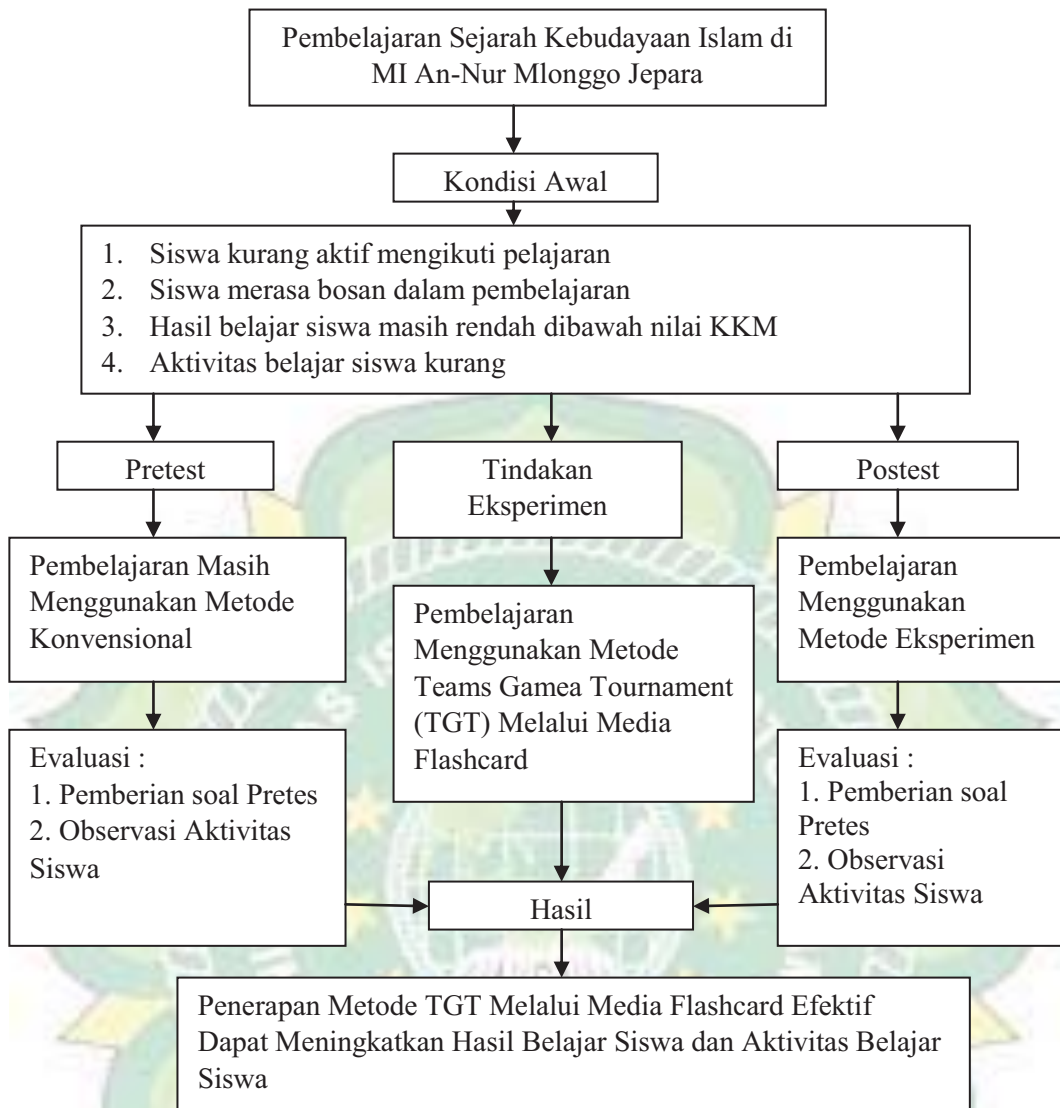 Pembelajaran Sejarah Kebudayaan Islam di
MI An-Nur Mlonggo Jepara
Kondisi Awal
1. Siswa kurang aktif mengikuti pelajaran
2. Siswa merasa bosan dalam pembelajaran
3. Hasil belajar siswa masih rendah dibawah nilai KKM
4. Aktivitas belajar siswa kurang
Pretest
Tindakan
Eksperimen
Postest
Pembelajaran Masih
Menggunakan Metode
Konvensional
Pembelajaran
Menggunakan Metode
Teams Gamea Tournament
(TGT) Melalui Media
Flashcard
Pembelajaran
Menggunakan
Metode Eksperimen
Evaluasi :
1. Pemberian soal Pretes
2. Observasi Aktivitas
Siswa
Evaluasi :
1. Pemberian soal
Pretes
2. Observasi
Aktivitas Siswa
Hasil
Penerapan Metode TGT Melalui Media Flashcard Efektif
Dapat Meningkatkan Hasil Belajar Siswa dan Aktivitas Belajar
Siswa